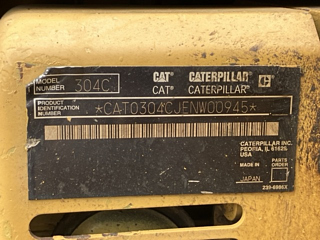 MODEL NUMBER 304C
CAT CATERPILLAR C
CAT® CATERPILLAR®
PRODUCT IDENTIFICATION NUMBER *CAT0304CJENW00945*
CATERPILLAR INC.
PEORIA, IL 61629
USA
MADE IN
PARTS ORDER
JAPAN
239-6986X